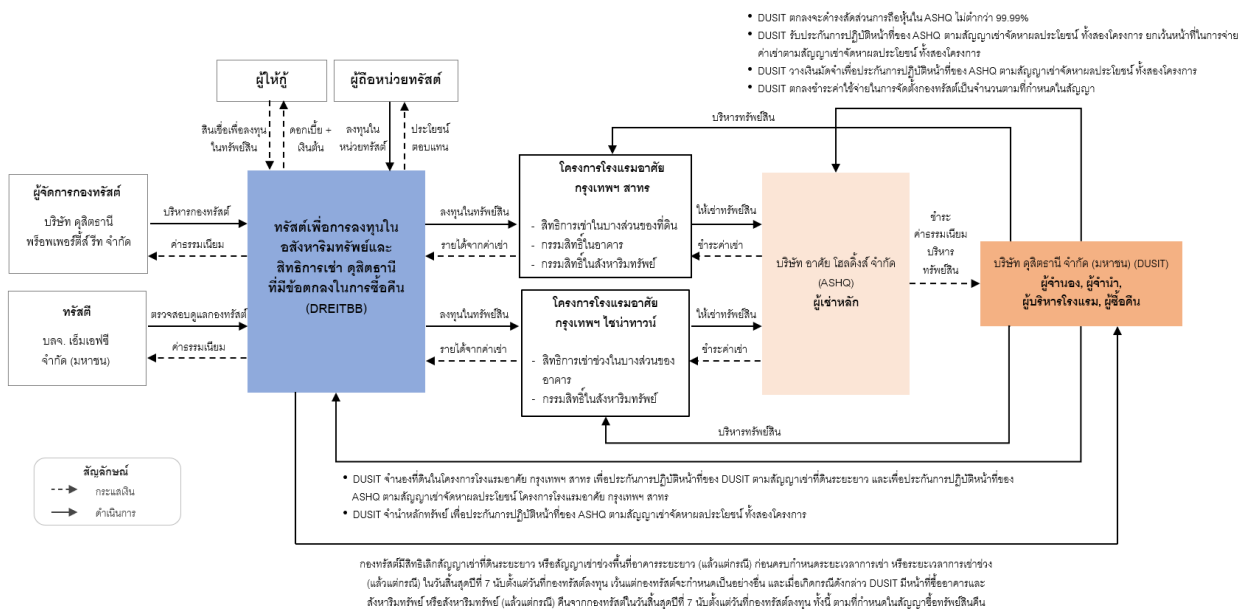 • DUSIT ตกลงจะดำรงสัดส่วนการถือหุ้นใน ASHQ ไม่ต่ำกว่า 99.99%
• DUSIT รับประกันการปฏิบัติหน้าที่ของ ASHQ ตามสัญญาเช่าจัดหาผลประโยชน์ ทั้งสองโครงการ ยกเว้นหน้าที่ในการจ่าย
ค่าเช่าตามสัญญาเช่าจัดหาผลประโยชน์ ทั้งสองโครงการ
• DUSIT วางเงินมัดจำเพื่อประกันการปฏิบัติหน้าที่ของ ASHQ ตามสัญญาเช่าจัดหาผลประโยชน์ ทั้งสองโครงการ
• DUSIT ตกลงชำระค่าใช้จ่ายในการจัดตั้งกองทรัสต์เป็นจำนวนตามที่กำหนดในสัญญา
ผู้ให้กู้
ผู้ถือหน่วยทรัสต์
สินเชื่อเพื่อลงทุน
ในทรัพย์สิน
ดอกเบี้ย +
เงินต้น
ลงทุนใน
หน่วยทรัสต์
ประโยชน์
ตอบแทน
บริหารทรัพย์สิน
ผู้จัดการกองทรัสต์
บริษัท ดุสิตธานี
พร็อพเพอร์ตี้ส์ รีท จำกัด
บริหารกองทรัสต์
ค่าธรรมเนียม
ทรัสตี
บลจ. เอ็มเอฟซี
จำกัด (มหาชน)
ตรวจสอบดูแลกองทรัสต์
ค่าธรรมเนียม
ทรัสต์เพื่อการลงทุนใน
อสังหาริมทรัพย์และ
สิทธิการเช่า ดุสิตธานี
ที่มีข้อตกลงในการซื้อคืน
(DREITBB)
ลงทุนในทรัพย์สิน
รายได้จากค่าเช่า
ลงทุนในทรัพย์สิน
รายได้จากค่าเช่า
โครงการโรงแรมอาศัย
กรุงเทพฯ สาทร
- สิทธิการเช่าในบางส่วนของที่ดิน
- กรรมสิทธิ์ในอาคาร
- กรรมสิทธิ์ในสังหาริมทรัพย์
โครงการโรงแรมอาศัย
กรุงเทพฯ ไชน่าทาวน์
- สิทธิการเช่าช่วงในบางส่วนของ
อาคาร
- กรรมสิทธิ์ในสังหาริมทรัพย์
ให้เช่าทรัพย์สิน
ชำระค่าเช่า
ให้เช่าทรัพย์สิน
ชำระค่าเช่า
บริษัท อาศัย โฮลดิ้งส์ จำกัด
(ASHQ)
ผู้เช่าหลัก
ชำระ
ค่าธรรมเนียม
บริหาร
ทรัพย์สิน
บริษัท ดุสิตธานี จำกัด (มหาชน) (DUSIT)
ผู้จำนอง, ผู้จำนำ,
ผู้บริหารโรงแรม, ผู้ซื้อคืน
บริหารทรัพย์สิน
สัญลักษณ์
กระแสเงิน
ดำเนินการ
• DUSIT จำนองที่ดินในโครงการโรงแรมอาศัย กรุงเทพฯ สาทร เพื่อประกันการปฏิบัติหน้าที่ของ DUSIT ตามสัญญาเช่าที่ดินระยะยาว และเพื่อประกันการปฏิบัติหน้าที่ของ
ASHQ ตามสัญญาเช่าจัดหาผลประโยชน์ โครงการโรงแรมอาศัย กรุงเทพฯ สาทร
• DUSIT จำนำหลักทรัพย์ เพื่อประกันการปฏิบัติหน้าที่ของ ASHQ ตามสัญญาเช่าจัดหาผลประโยชน์ ทั้งสองโครงการ
กองทรัสต์มีสิทธิเลิกสัญญาเช่าที่ดินระยะยาว หรือสัญญาเช่าช่วงพื้นที่อาคารระยะยาว (แล้วแต่กรณี) ก่อนครบกำหนดระยะเวลาการเช่า หรือระยะเวลาการเช่าช่วง
(แล้วแต่กรณี) ในวันสิ้นสุดปีที่ 7 นับตั้งแต่วันที่กองทรัสต์ลงทุน เว้นแต่กองทรัสต์จะกำหนดเป็นอย่างอื่น และเมื่อเกิดกรณีดังกล่าว DUSIT มีหน้าที่ซื้ออาคารและ
สังหาริมทรัพย์ หรือสังหาริมทรัพย์ (แล้วแต่กรณี) คืนจากกองทรัสต์ในวันสิ้นสุดปีที่ 7 นับตั้งแต่วันที่กองทรัสต์ลงทุน ทั้งนี้ ตามที่กำหนดในสัญญาซื้อทรัพย์สินคืน